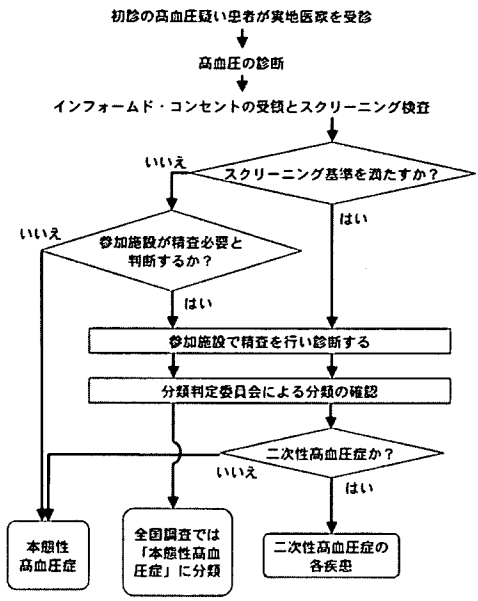 初診の高血圧疑い患者が実地医家を受診
高血圧の診断
インフォームド・コンセントの受領とスクリーニング検査
いいえ
スクリーニング基準を満たすか?
はい
いいえ
参加施設が精査必要と
判断するか?
はい
参加施設で精査を行い診断する
分類判定委員会による分類の確認
二次性高血圧症か?
いいえ
はい
本態性
高血圧症
全国調査では
「本態性高血
圧症」に分類
二次性高血圧症の
各疾患